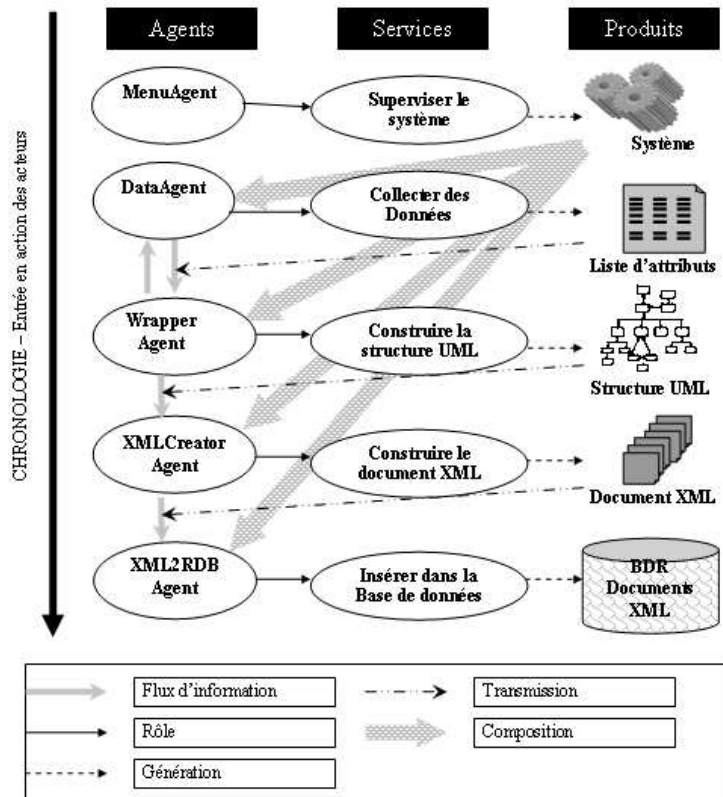 Agents
Services
Produits
CHRONOLOGIE – Entrée en action des acteurs
MenuAgent
Superviser le
système
Système
DataAgent
Collecter des
Données
Liste d'attributs
Wrapper
Agent
Construire la
structure UML
Structure UML
XMLCreator
Agent
Construire le
document XML
Document XML
XML2RDB
Agent
Insérer dans la
Base de données
BDR
Documents
XML
Flux d'information
Transmission
Rôle
Composition
Génération